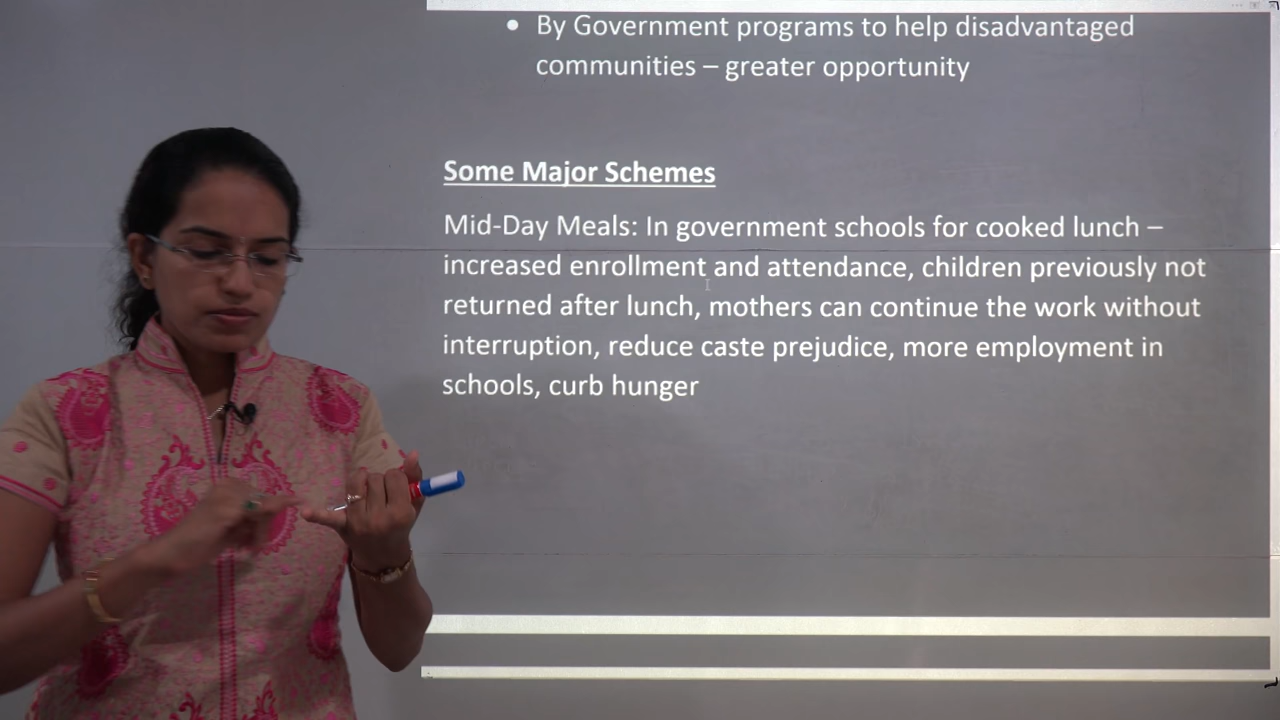 • By Government programs to help disadvantaged
communities – greater opportunity
Some Major Schemes
Mid-Day Meals: In government schools for cooked lunch –
increased enrollment and attendance, children previously not
returned after lunch, mothers can continue the work without
interruption, reduce caste prejudice, more employment in
schools, curb hunger